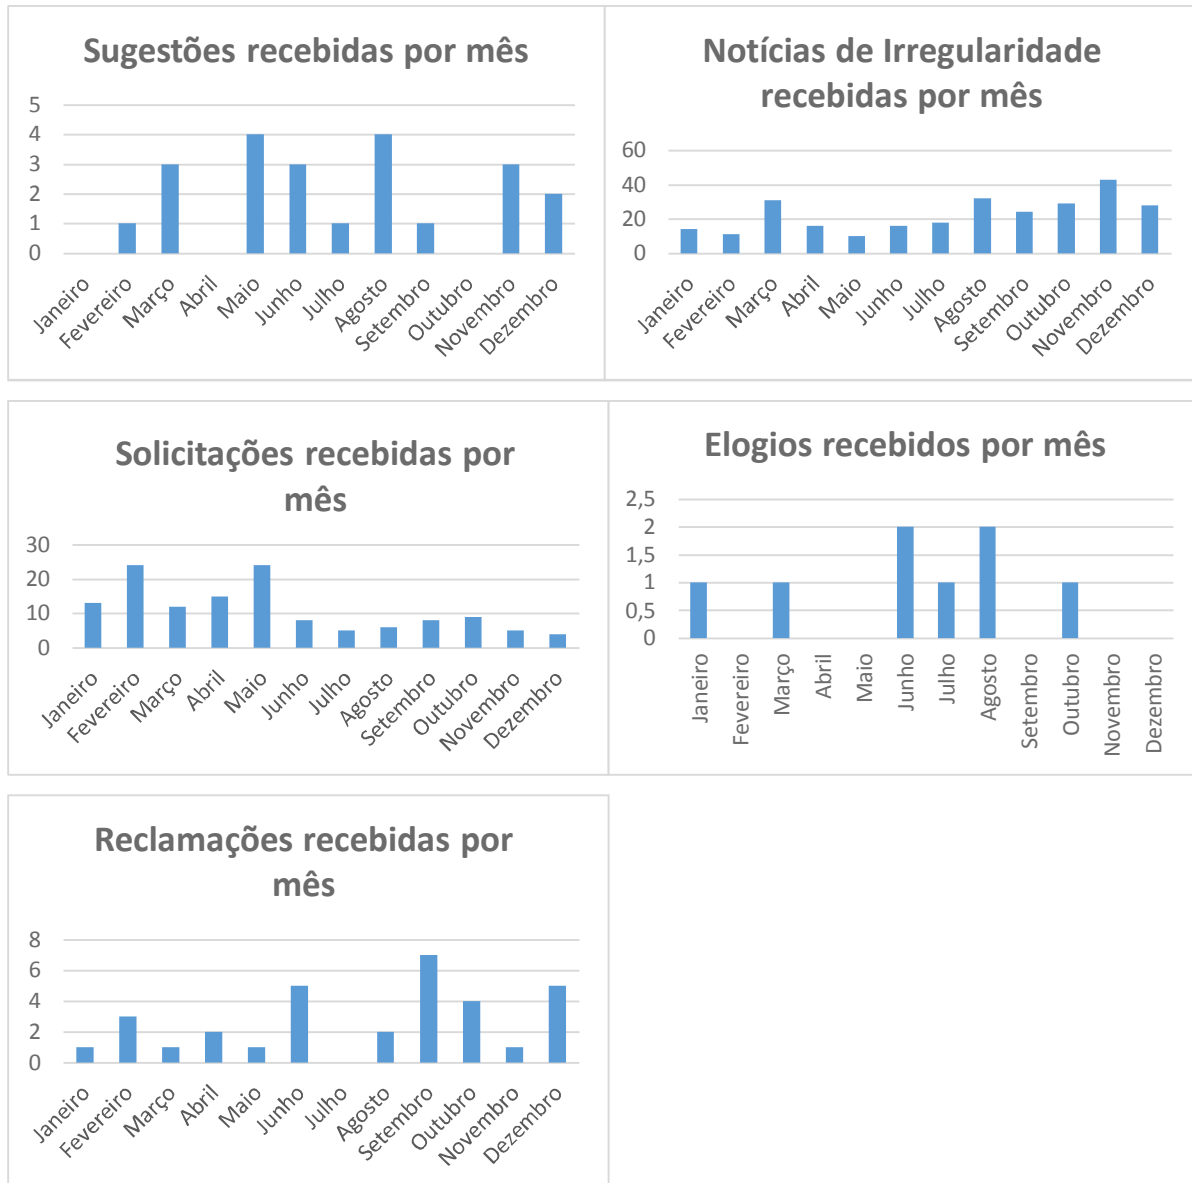 Sugestões recebidas por mês
5
4
3
2
1
0
Janeiro
Fevereiro
Março
Abril
Maio
Junho
Julho
Agosto
Setembro
Outubro
Novembro
Dezembro
Notícias de Irregularidade
recebidas por mês
60
40
20
0
Janeiro
Fevereiro
Março
Abril
Maio
Junho
Julho
Agosto
Setembro
Outubro
Novembro
Dezembro
Solicitações recebidas por
mês
30
20
10
0
Janeiro
Fevereiro
Março
Abril
Maio
Junho
Julho
Agosto
Setembro
Outubro
Novembro
Dezembro
Elogios recebidos por mês
2,5
2
1,5
1
0,5
0
Janeiro
Fevereiro
Março
Abril
Maio
Junho
Julho
Agosto
Setembro
Outubro
Novembro
Dezembro
Reclamações recebidas por
mês
8
6
4
2
0
Janeiro
Fevereiro
Março
Abril
Maio
Junho
Julho
Agosto
Setembro
Outubro
Novembro
Dezembro